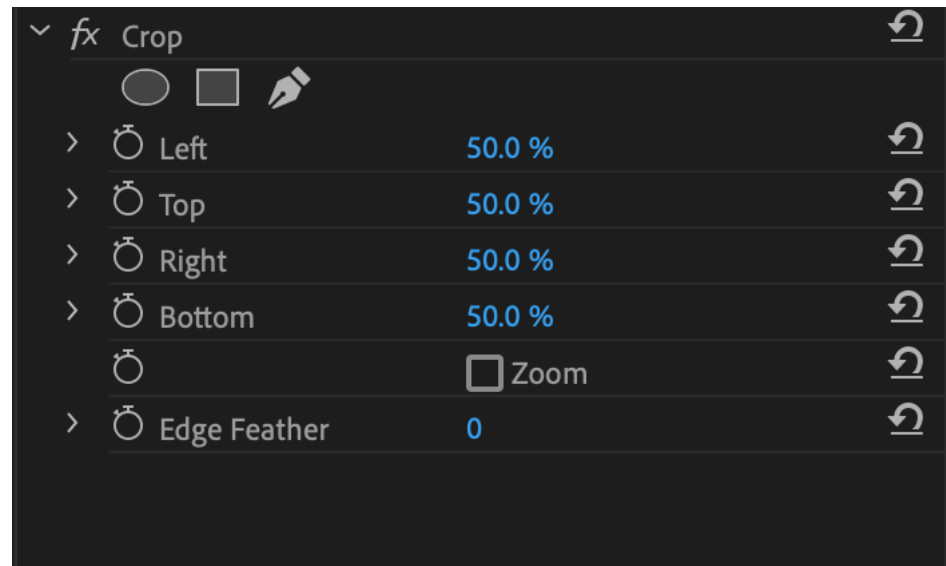 fx Crop
Left 50.0 %
Top 50.0 %
Right 50.0 %
Bottom 50.0 %
Zoom
Edge Feather 0